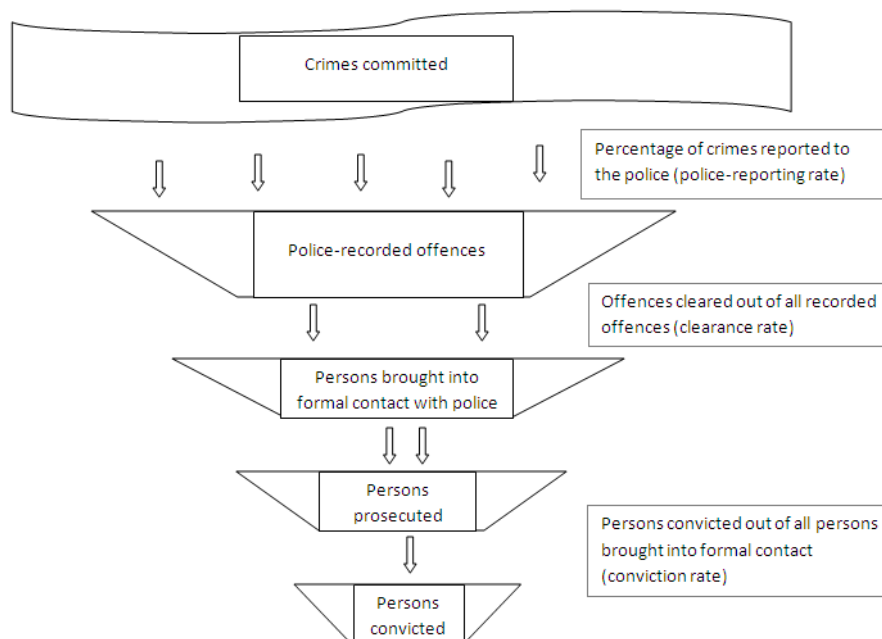 Crimes committed
Percentage of crimes reported to
the police (police-reporting rate)
Police-recorded offences
Offences cleared out of all recorded
offences (clearance rate)
Persons brought into
formal contact with police
Persons
prosecuted
Persons convicted out of all persons
brought into formal contact
(conviction rate)
Persons
convicted